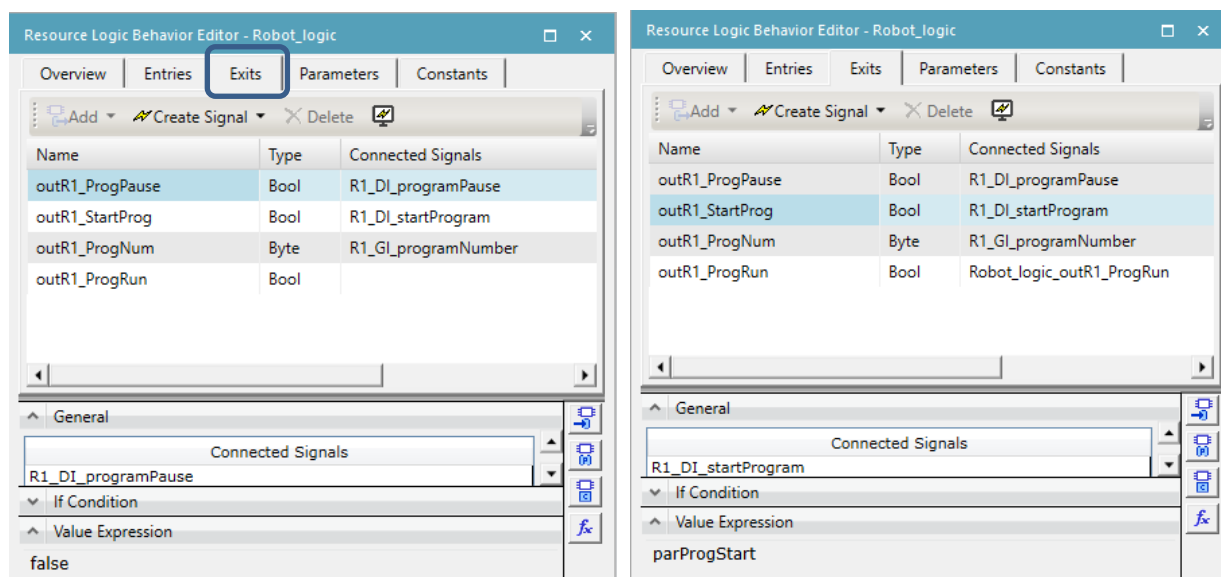 Resource Logic Behavior Editor - Robot_logic
Overview Entries Exits Parameters Constants
Add Create Signal Delete
Name Type Connected Signals
outR1_ProgPause Bool R1_DI_programPause
outR1_StartProg Bool R1_DI_startProgram
outR1_ProgNum Byte R1_GI_programNumber
outR1_ProgRun Bool
General
Connected Signals
R1_DI_programPause
If Condition
Value Expression
false
Resource Logic Behavior Editor - Robot_logic
Overview Entries Exits Parameters Constants
Add Create Signal Delete
Name Type Connected Signals
outR1_ProgPause Bool R1_DI_programPause
outR1_StartProg Bool R1_DI_startProgram
outR1_ProgNum Byte R1_GI_programNumber
outR1_ProgRun Bool Robot_logic_outR1_ProgRun
General
Connected Signals
R1_DI_startProgram
If Condition
Value Expression
parProgStart